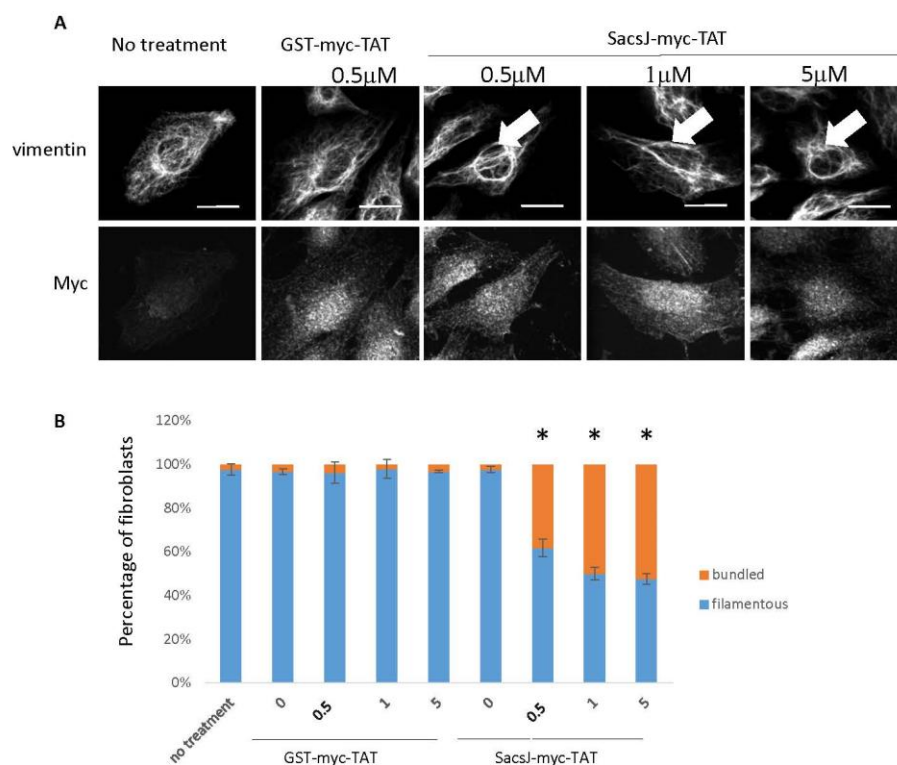 A
No treatment GST-myc-TAT SacsJ-myc-TAT
0.5μM 0.5μM 1μM 5μM
vimentin
Myc
B
120%
100%
80%
60%
40%
20%
0%
Percentage of fibroblasts
* * *
bundled
filamentous
no treatment 0 0.5 1 5 0 0.5 1 5
GST-myc-TAT SacsJ-myc-TAT